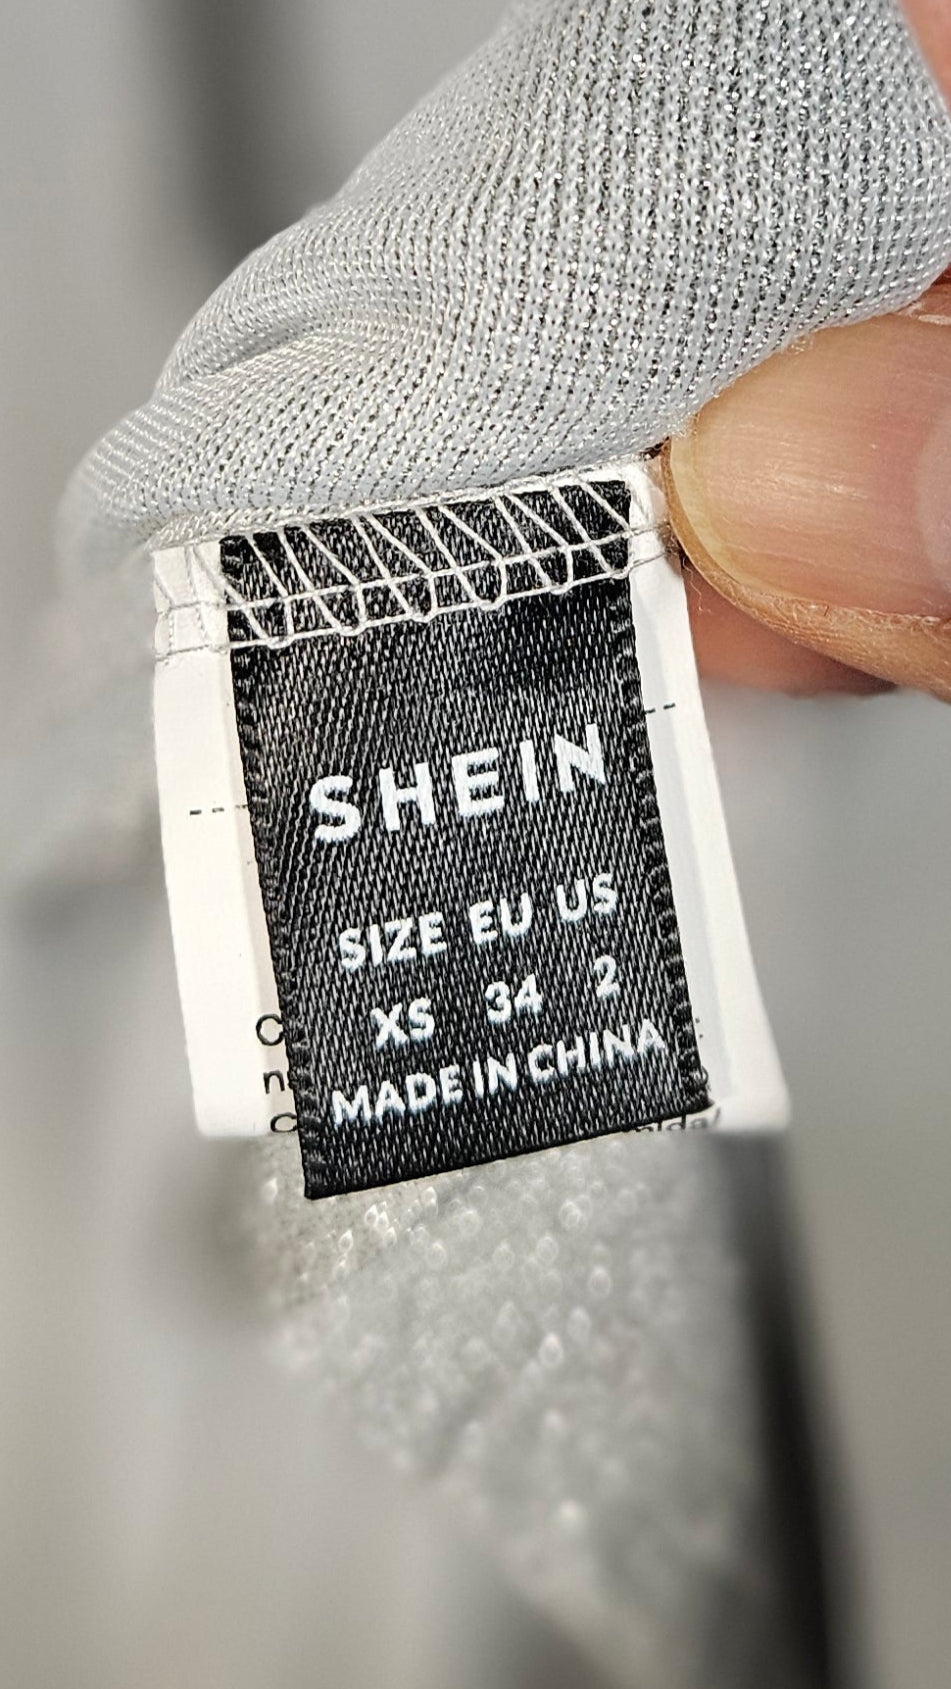 SHEIN
SIZE EU US
XS 34 2
MADE IN CHINA